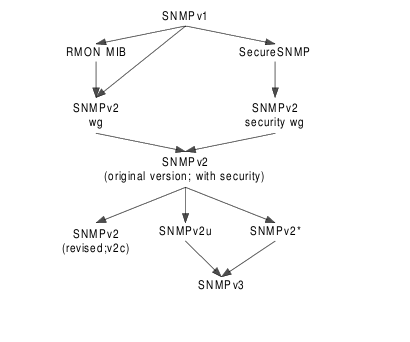 SNMPv1
RMON MIB
SecureSNMP
SNMPv2
wg
SNMPv2
security wg
SNMPv2
(original version; with security)
SNMPv2
(revised;v2c)
SNMPv2u
SNMPv2*
SNMPv3